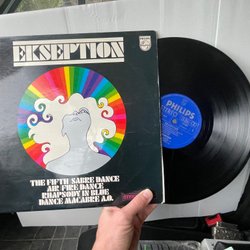 EKSEPTION
PHILIPS
THE FIFTH SABRE DANCE
AIR FIRE DANCE
RHAPSODY IN BLUE
DANCE MACABRE A.O.
PHILIPS